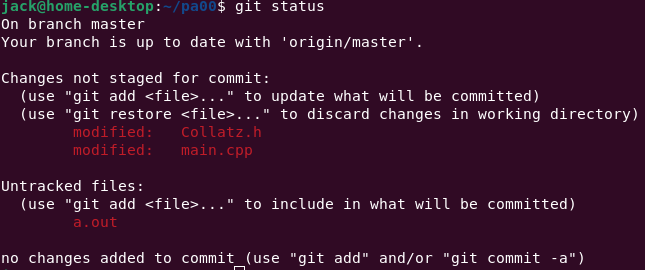 jack@home-desktop:~/pa00$ git status
On branch master
Your branch is up to date with 'origin/master'.

Changes not staged for commit:
  (use "git add <file>..." to update what will be committed)
  (use "git restore <file>..." to discard changes in working directory)
        modified:   Collatz.h
        modified:   main.cpp

Untracked files:
  (use "git add <file>..." to include in what will be committed)
        a.out

no changes added to commit (use "git add" and/or "git commit -a")